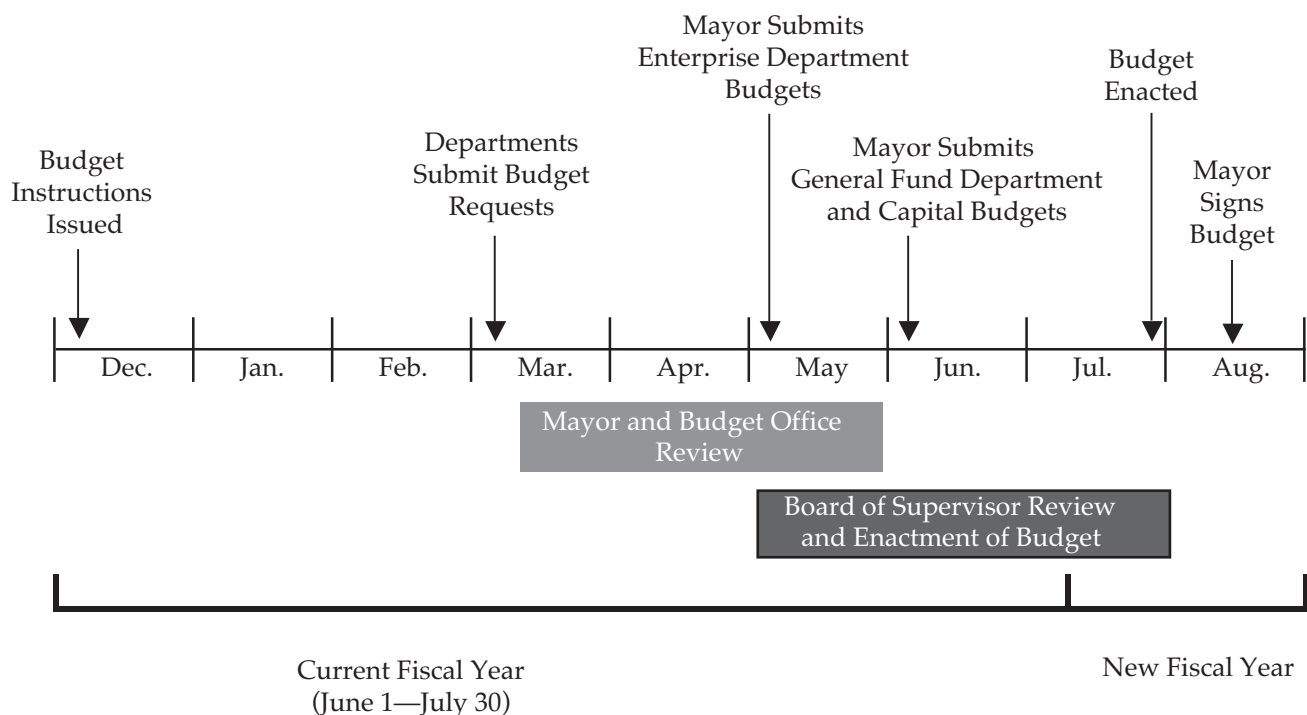 Mayor Submits
Enterprise Department
Budgets
Budget
Enacted
Departments
Submit Budget
Requests
Mayor Submits
General Fund Department
and Capital Budgets
Budget
Instructions
Issued
Mayor
Signs
Budget
Dec.
Jan.
Feb.
Mar.
Apr.
May
Jun.
Jul.
Aug.
Mayor and Budget Office
Review
Board of Supervisor Review
and Enactment of Budget
Current Fiscal Year
(June 1—July 30)
New Fiscal Year